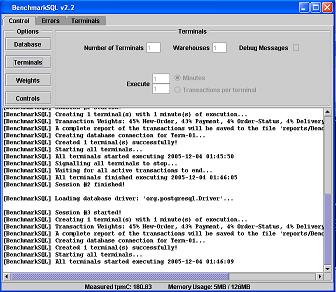 BenchmarkSQL v2.2
Control Errors Terminals
Options
Database
Terminals
Weights
Controls
Terminals
Number of Terminals 1 Warehouses 1 Debug Messages
Execute 1 Minutes
1 Transactions per terminal
[BenchmarkSQL] Creating 1 terminal(s) with 1 minute(s) of execution...
[BenchmarkSQL] Transaction Weights: 45% New-Order, 43% Payment, 4% Order-Status, 4% Delivery
[BenchmarkSQL] A complete report of the transactions will be saved to the file 'reports/Benc
[BenchmarkSQL] Creating database connection for Term-01...
[BenchmarkSQL] Created 1 terminal(s) successfully!
[BenchmarkSQL] Starting all terminals...
[BenchmarkSQL] All terminals started executing 2005-12-04 01:45:50
[BenchmarkSQL] Signalling all terminals to stop...
[BenchmarkSQL] Waiting for all active transactions to end...
[BenchmarkSQL] All terminals finished executing 2005-12-04 01:46:05
[BenchmarkSQL] Session #2 finished!
[BenchmarkSQL] Loading database driver: 'org.postgresql.Driver'...
[BenchmarkSQL] Session #3 started!
[BenchmarkSQL] Creating 1 terminal(s) with 1 minute(s) of execution...
[BenchmarkSQL] Transaction Weights: 45% New-Order, 43% Payment, 4% Order-Status, 4% Delivery
[BenchmarkSQL] A complete report of the transactions will be saved to the file 'reports/Benc
[BenchmarkSQL] Creating database connection for Term-01...
[BenchmarkSQL] Created 1 terminal(s) successfully!
[BenchmarkSQL] Starting all terminals...
[BenchmarkSQL] All terminals started executing 2005-12-04 01:46:09
Measured tpmC: 180.83 Memory Usage: 5MB / 126MB